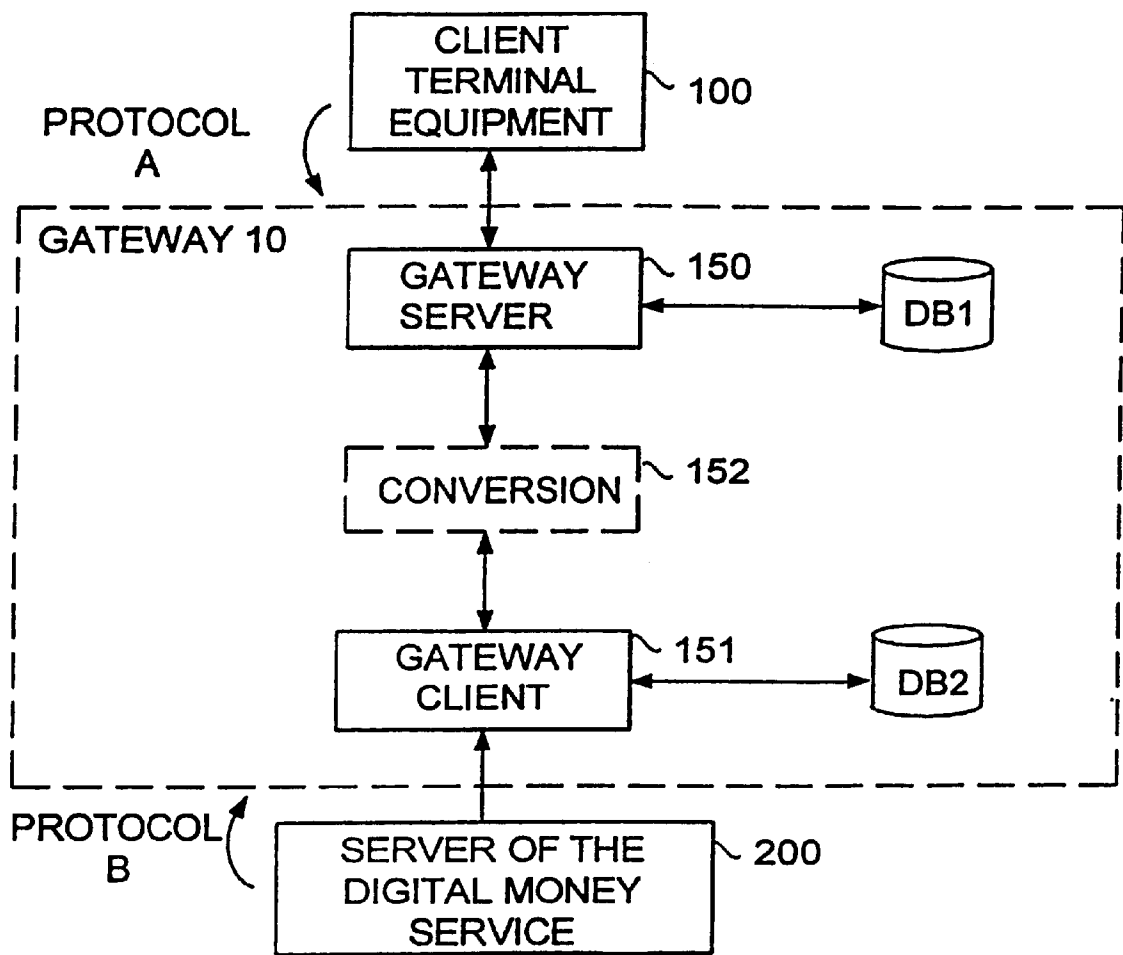 CLIENT
TERMINAL
EQUIPMENT
100
PROTOCOL
A
GATEWAY 10
GATEWAY
SERVER
150
DB1
CONVERSION
152
GATEWAY
CLIENT
151
DB2
PROTOCOL
B
SERVER OF THE
DIGITAL MONEY
SERVICE
200